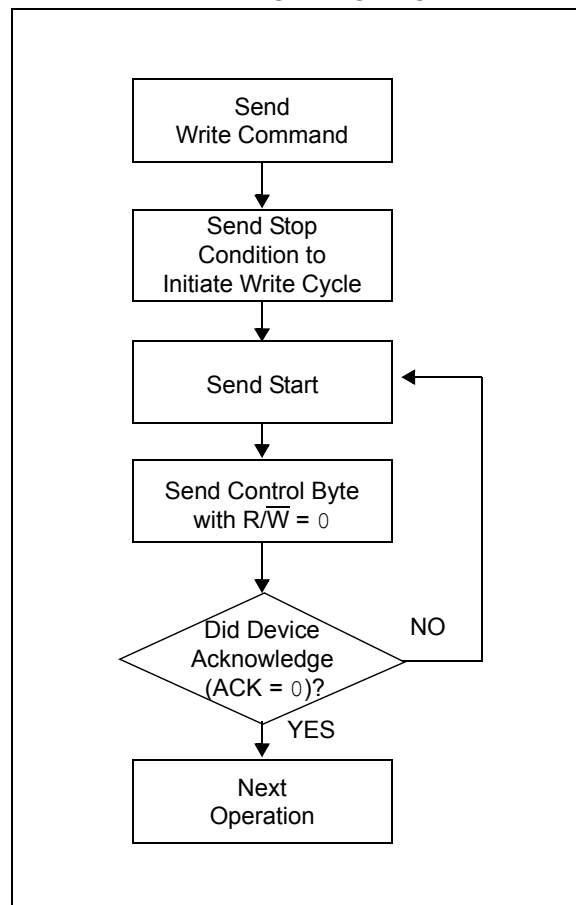 Send
Write Command
Send Stop
Condition to
Initiate Write Cycle
Send Start
Send Control Byte
with R/W̅ = 0
Did Device
Acknowledge
(ACK = 0)?
NO
YES
Next
Operation